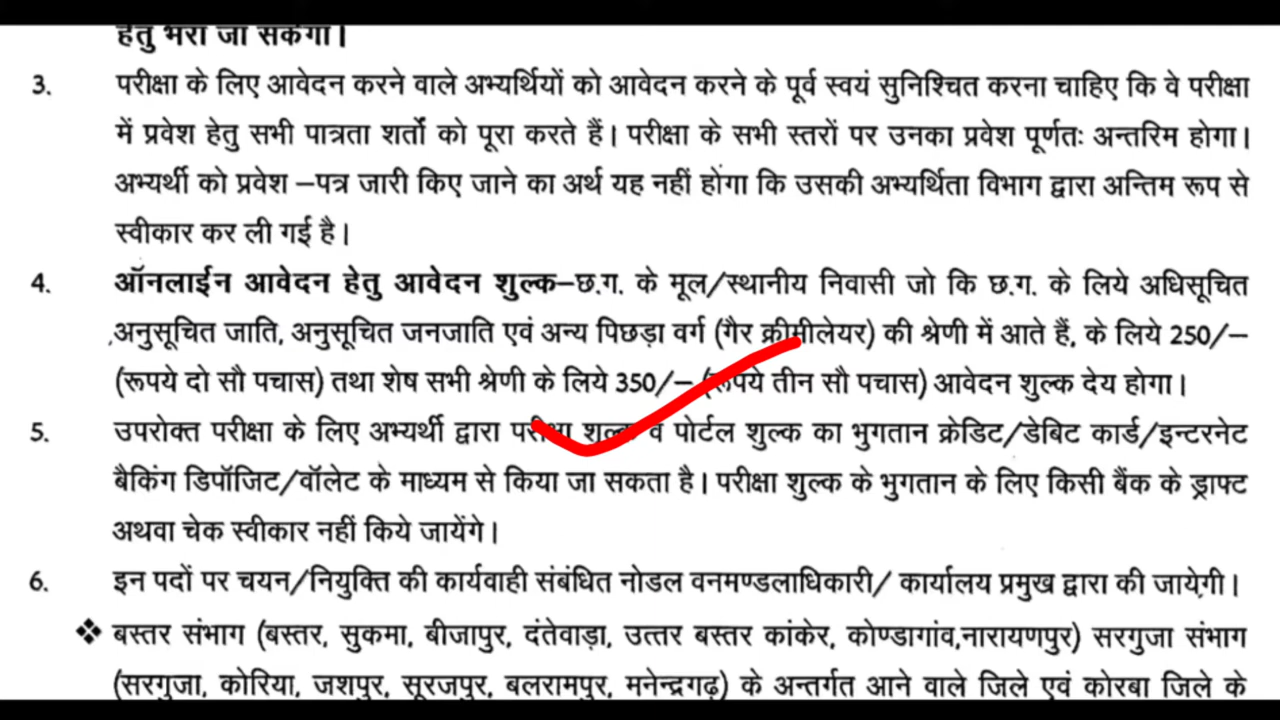 हेतु भरा जा सकेगा।
3. परीक्षा के लिए आवेदन करने वाले अभ्यर्थियों को आवेदन करने के पूर्व स्वयं सुनिश्चित करना चाहिए कि वे परीक्षा
में प्रवेश हेतु सभी पात्रता शर्तों को पूरा करते हैं। परीक्षा के सभी स्तरों पर उनका प्रवेश पूर्णतः अन्तरिम होगा।
अभ्यर्थी को प्रवेश –पत्र जारी किए जाने का अर्थ यह नहीं होगा कि उसकी अभ्यर्थिता विभाग द्वारा अन्तिम रूप से
स्वीकार कर ली गई है।
4. ऑनलाईन आवेदन हेतु आवेदन शुल्क–छ.ग. के मूल/स्थानीय निवासी जो कि छ.ग. के लिये अधिसूचित
अनुसूचित जाति, अनुसूचित जनजाति एवं अन्य पिछड़ा वर्ग (गैर क्रीमीलेयर) की श्रेणी में आते हैं, के लिये 250/–
(रूपये दो सौ पचास) तथा शेष सभी श्रेणी के लिये 350/– (रूपये तीन सौ पचास) आवेदन शुल्क देय होगा।
5. उपरोक्त परीक्षा के लिए अभ्यर्थी द्वारा परीक्षा शुल्क व पोर्टल शुल्क का भुगतान क्रेडिट/डेबिट कार्ड/इन्टरनेट
बैकिंग डिपॉजिट/वॉलेट के माध्यम से किया जा सकता है। परीक्षा शुल्क के भुगतान के लिए किसी बैंक के ड्राफ्ट
अथवा चेक स्वीकार नहीं किये जायेंगे।
6. इन पदों पर चयन/नियुक्ति की कार्यवाही संबंधित नोडल वनमण्डलाधिकारी/ कार्यालय प्रमुख द्वारा की जायेगी।
❖ बस्तर संभाग (बस्तर, सुकमा, बीजापुर, दंतेवाड़ा, उत्तर बस्तर कांकेर, कोण्डागांव,नारायणपुर) सरगुजा संभाग
(सरगुजा, कोरिया, जशपुर, सूरजपुर, बलरामपुर, मनेन्द्रगढ़) के अन्तर्गत आने वाले जिले एवं कोरबा जिले के